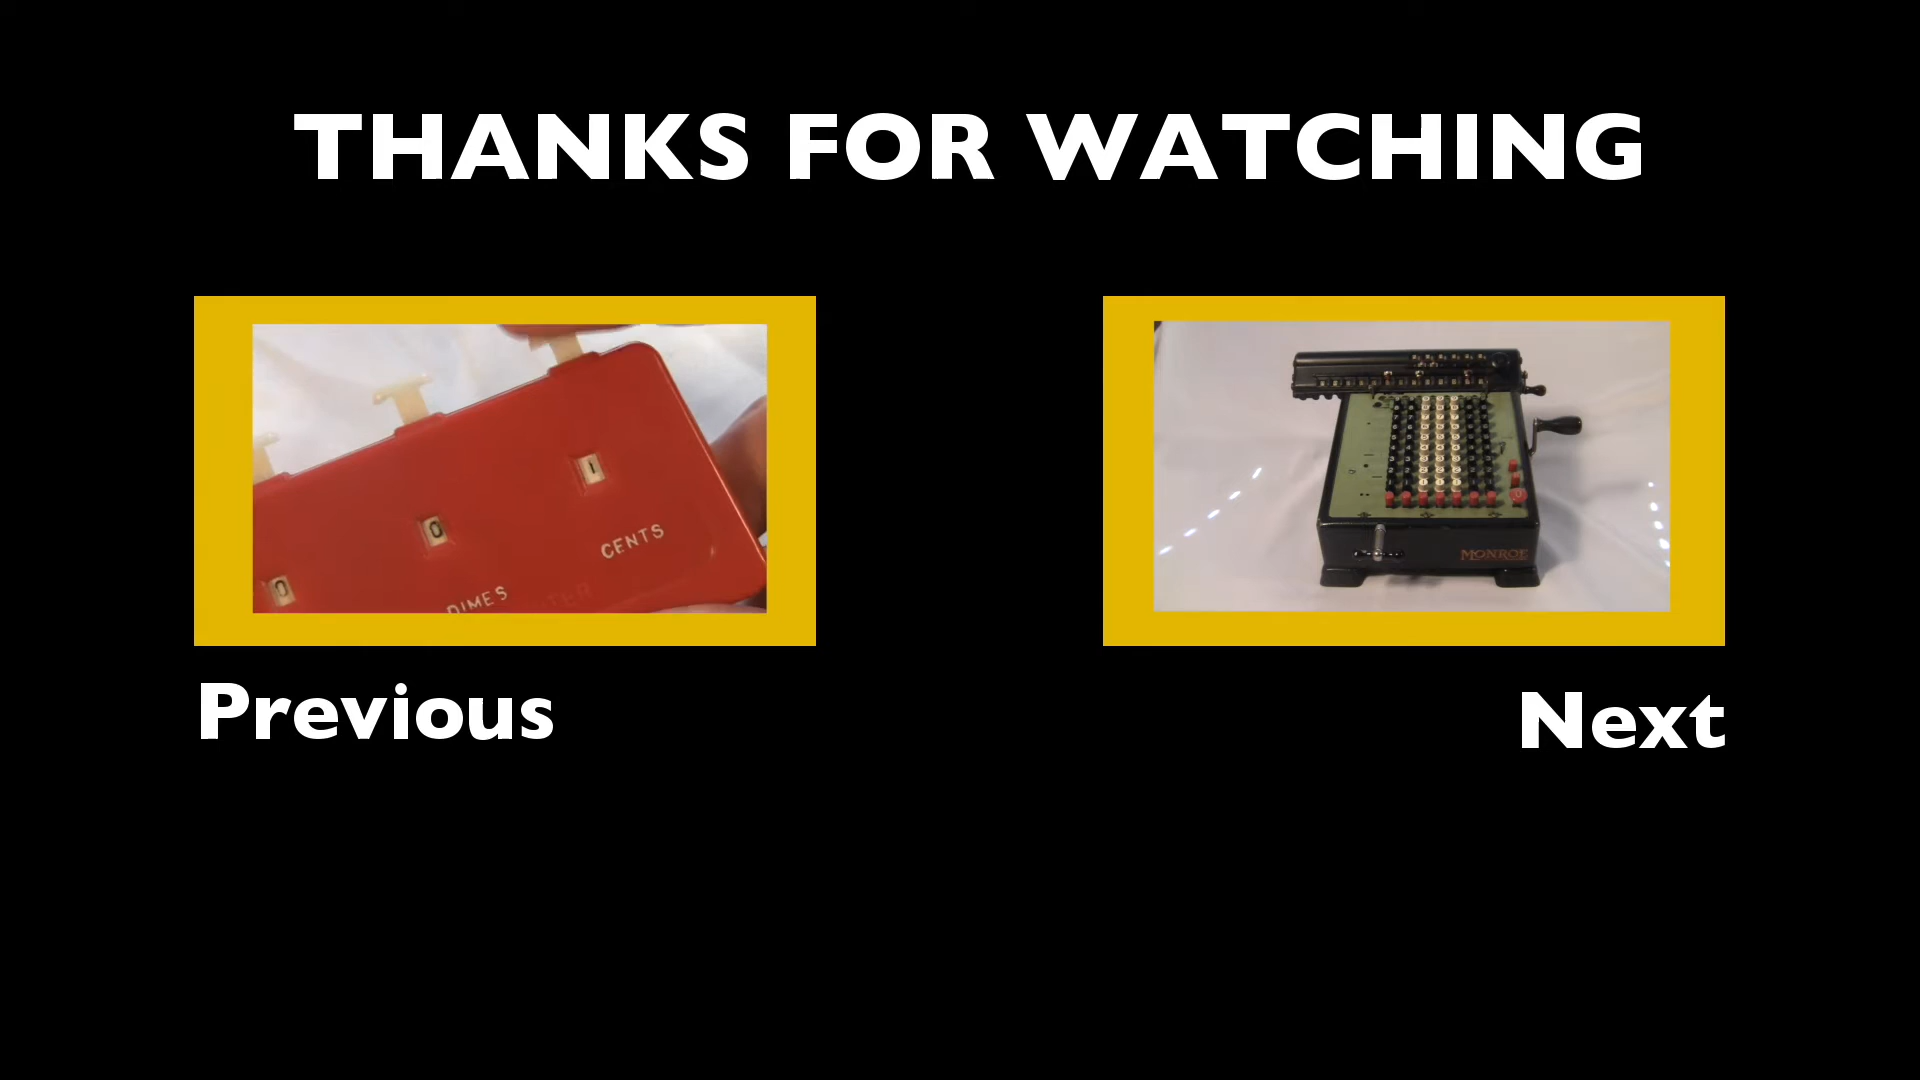 THANKS FOR WATCHING
0
0
1
CENTS
DIMES
MONROE
Previous
Next